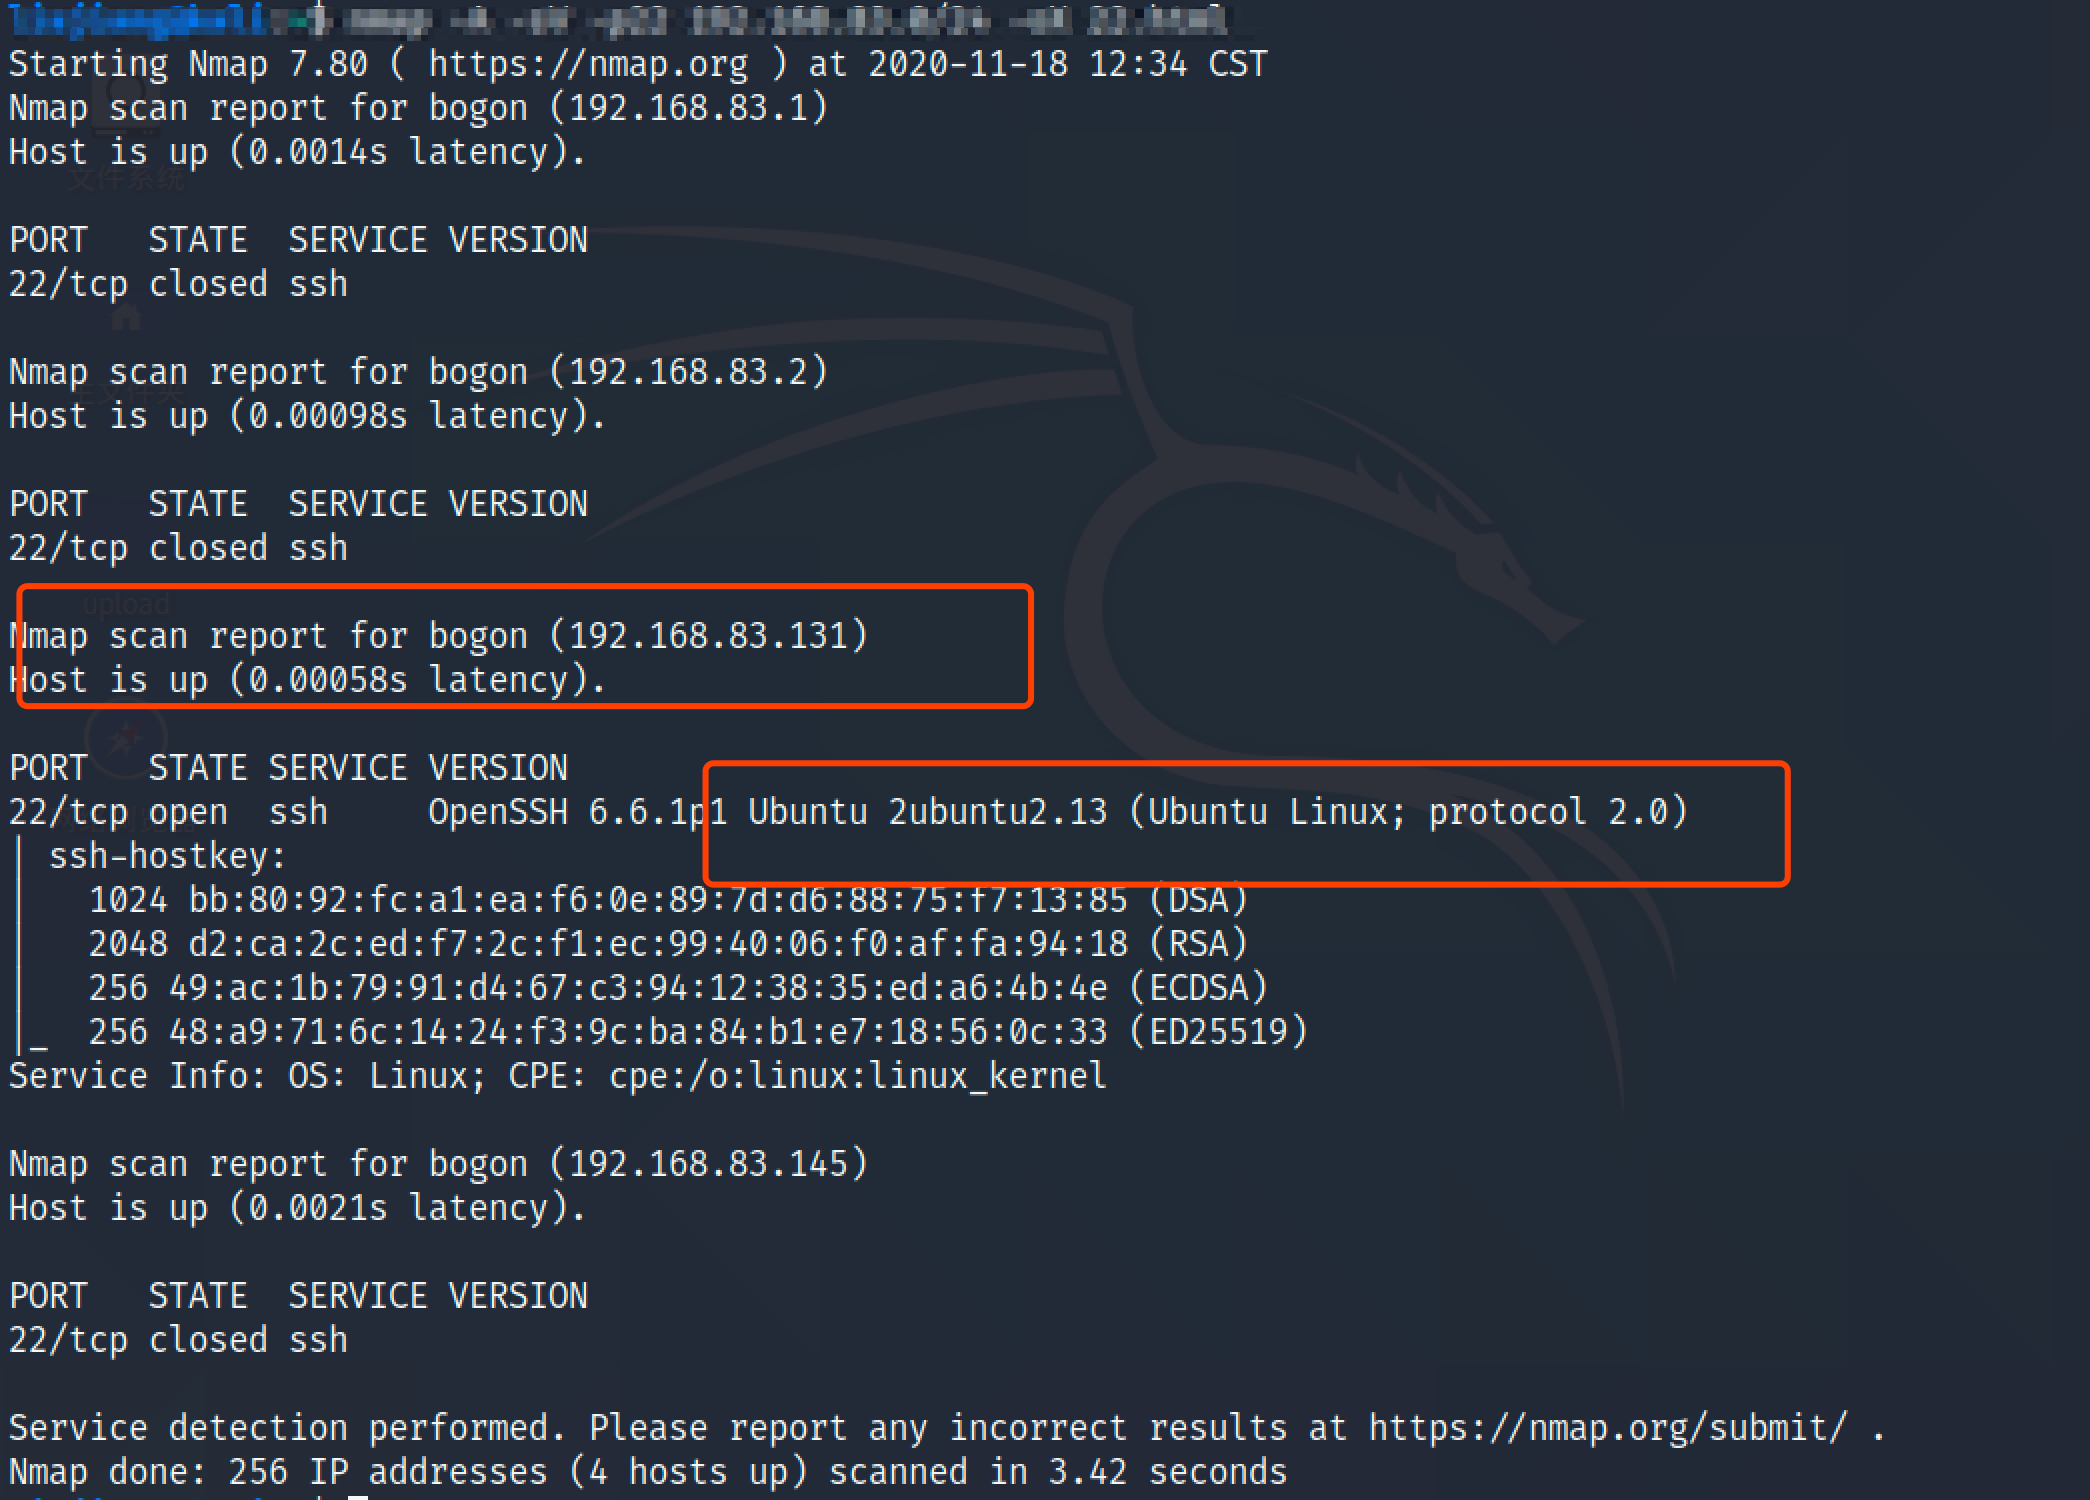 Starting Nmap 7.80 ( https://nmap.org ) at 2020-11-18 12:34 CST
Nmap scan report for bogon (192.168.83.1)
Host is up (0.0014s latency).
文件系统
PORT   STATE  SERVICE VERSION
22/tcp closed ssh
Nmap scan report for bogon (192.168.83.2)
主文件夹
Host is up (0.00098s latency).
PORT   STATE  SERVICE VERSION
22/tcp closed ssh
upload
Nmap scan report for bogon (192.168.83.131)
Host is up (0.00058s latency).
PORT   STATE SERVICE VERSION
22/tcp open  ssh     OpenSSH 6.6.1p1 Ubuntu 2ubuntu2.13 (Ubuntu Linux; protocol 2.0)
| ssh-hostkey:
|   1024 bb:80:92:fc:a1:ea:f6:0e:89:7d:d6:88:75:f7:13:85 (DSA)
|   2048 d2:ca:2c:ed:f7:2c:f1:ec:99:40:06:f0:af:fa:94:18 (RSA)
|   256 49:ac:1b:79:91:d4:67:c3:94:12:38:35:ed:a6:4b:4e (ECDSA)
|_  256 48:a9:71:6c:14:24:f3:9c:ba:84:b1:e7:18:56:0c:33 (ED25519)
Service Info: OS: Linux; CPE: cpe:/o:linux:linux_kernel
Nmap scan report for bogon (192.168.83.145)
Host is up (0.0021s latency).
PORT   STATE  SERVICE VERSION
22/tcp closed ssh
Service detection performed. Please report any incorrect results at https://nmap.org/submit/ .
Nmap done: 256 IP addresses (4 hosts up) scanned in 3.42 seconds